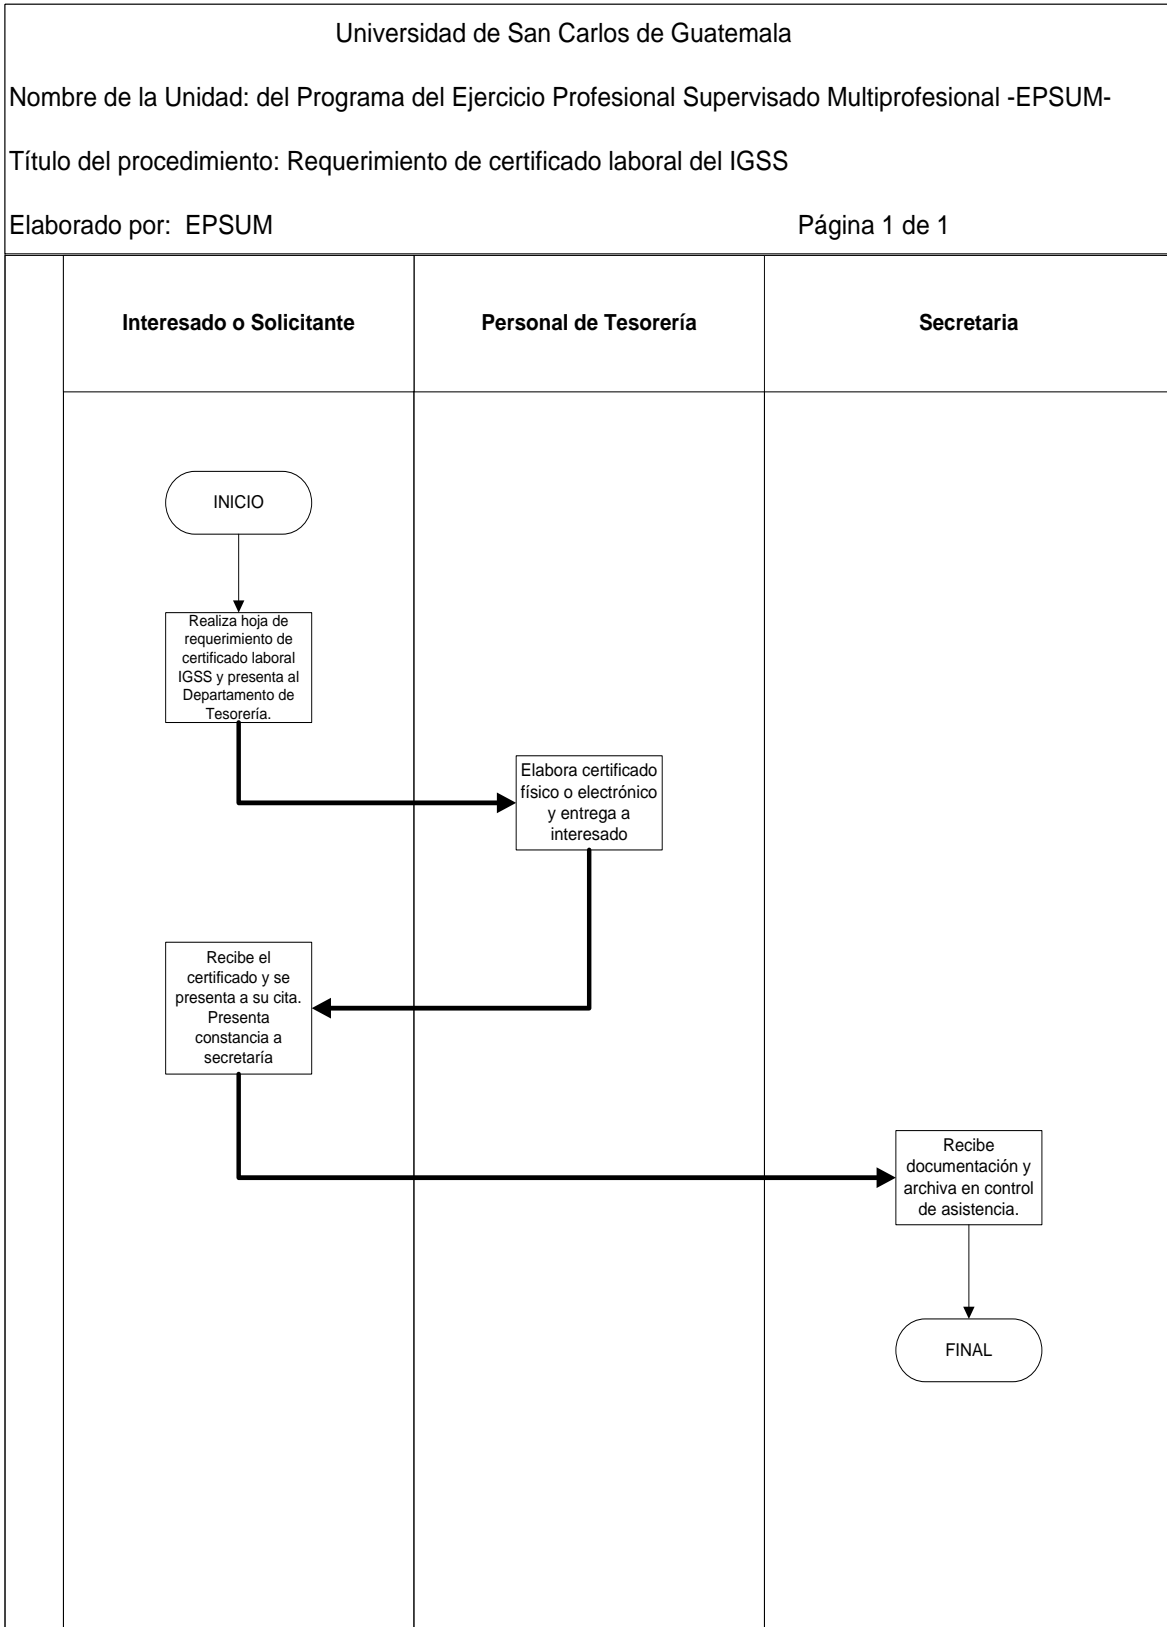 Universidad de San Carlos de Guatemala
Nombre de la Unidad: del Programa del Ejercicio Profesional Supervisado Multiprofesional -EPSUM-
Título del procedimiento: Requerimiento de certificado laboral del IGSS
Elaborado por: EPSUM
Página 1 de 1
Interesado o Solicitante
Personal de Tesorería
Secretaria
INICIO
Realiza hoja de
requerimiento de
certificado laboral
IGSS y presenta al
Departamento de
Tesorería.
Elabora certificado
físico o electrónico
y entrega a
interesado
Recibe el
certificado y se
presenta a su cita.
Presenta
constancia a
secretaría
Recibe
documentación y
archiva en control
de asistencia.
FINAL